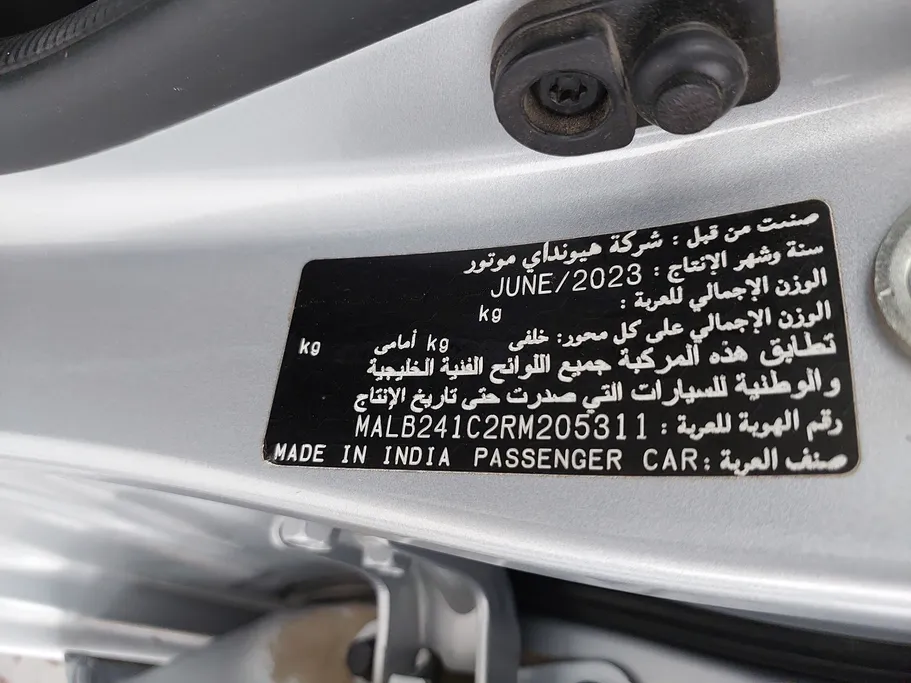 صنعت من قبل : شركة هيونداي موتور
سنة وشهر الإنتاج : JUNE/2023
الوزن الإجمالي للعربة : kg
الوزن الإجمالي على كل محور: خلفي kg أمامى kg
تطابق هذه المركبة جميع اللوائح الفنية الخليجية
والوطنية للسيارات التي صدرت حتى تاريخ الإنتاج
رقم الهوية للعربة : MALB241C2RM205311
صنف العربة : MADE IN INDIA PASSENGER CAR